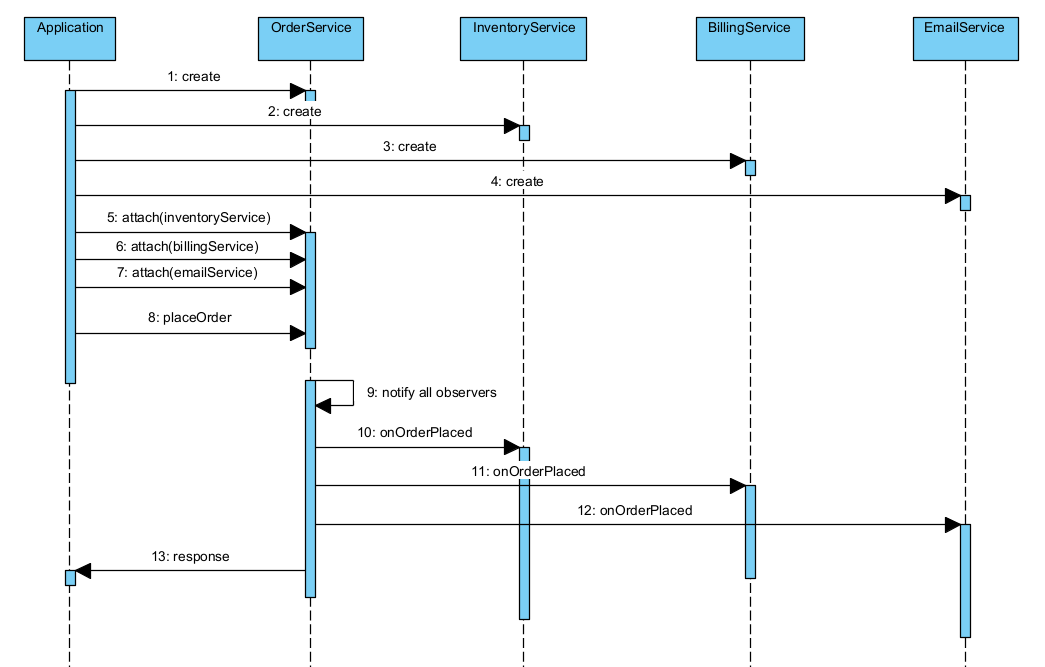 Application
OrderService
InventoryService
BillingService
EmailService
1: create
2: create
3: create
4: create
5: attach(inventoryService)
6: attach(billingService)
7: attach(emailService)
8: placeOrder
9: notify all observers
10: onOrderPlaced
11: onOrderPlaced
12: onOrderPlaced
13: response